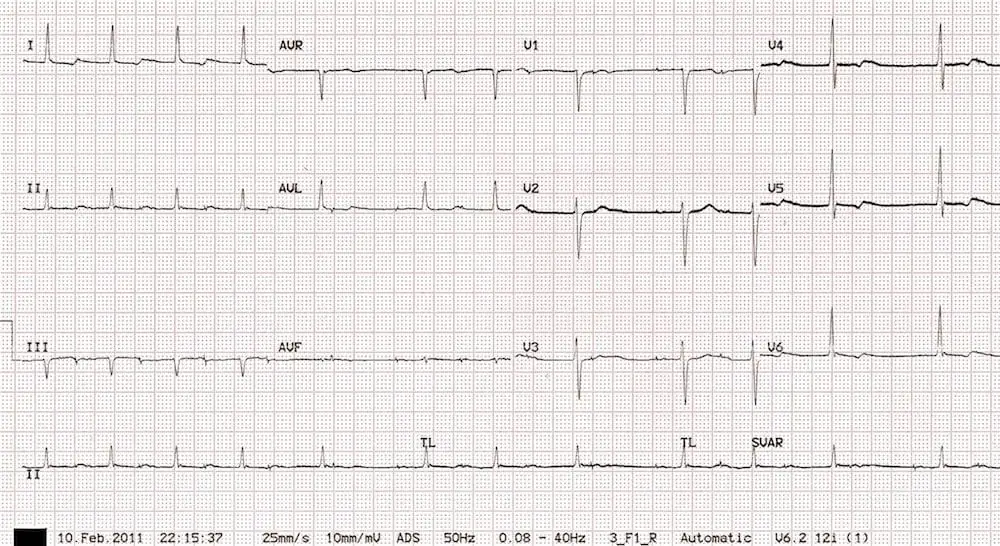 I AVR V1 V4
II AVL V2 V5
III AVF V3 V6
TL TL SVAR
II
10.Feb.2011 22:15:37 25mm/s 10mm/mV ADS 50Hz 0.08 - 40Hz 3_F1_R Automatic V6.2 12i (1)